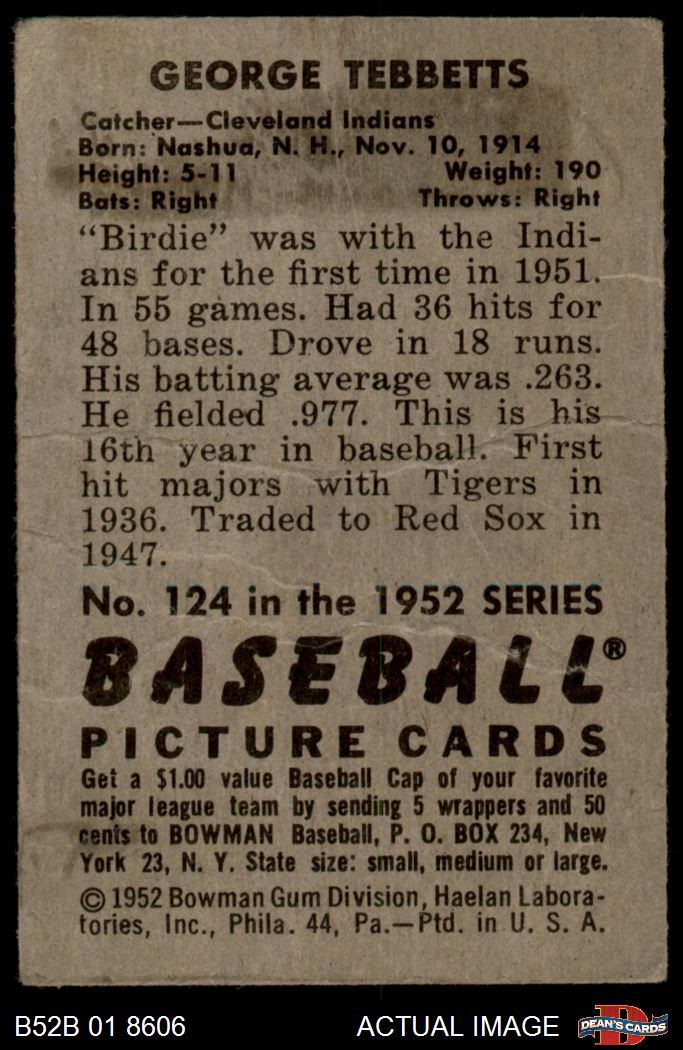 GEORGE TEBBETTS
Catcher—Cleveland Indians
Born: Nashua, N. H., Nov. 10, 1914
Height: 5-11 Weight: 190
Bats: Right Throws: Right
“Birdie” was with the Indi-
ans for the first time in 1951.
In 55 games. Had 36 hits for
48 bases. Drove in 18 runs.
His batting average was .263.
He fielded .977. This is his
16th year in baseball. First
hit majors with Tigers in
1936. Traded to Red Sox in
1947.
No. 124 in the 1952 SERIES
BASEBALL®
PICTURE CARDS
Get a $1.00 value Baseball Cap of your favorite
major league team by sending 5 wrappers and 50
cents to BOWMAN Baseball, P. O. BOX 234, New
York 23, N. Y. State size: small, medium or large.
© 1952 Bowman Gum Division, Haelan Labora-
tories, Inc., Phila. 44, Pa.—Ptd. in U. S. A.
B52B 01 8606 ACTUAL IMAGE
D
DEAN'S CARDS